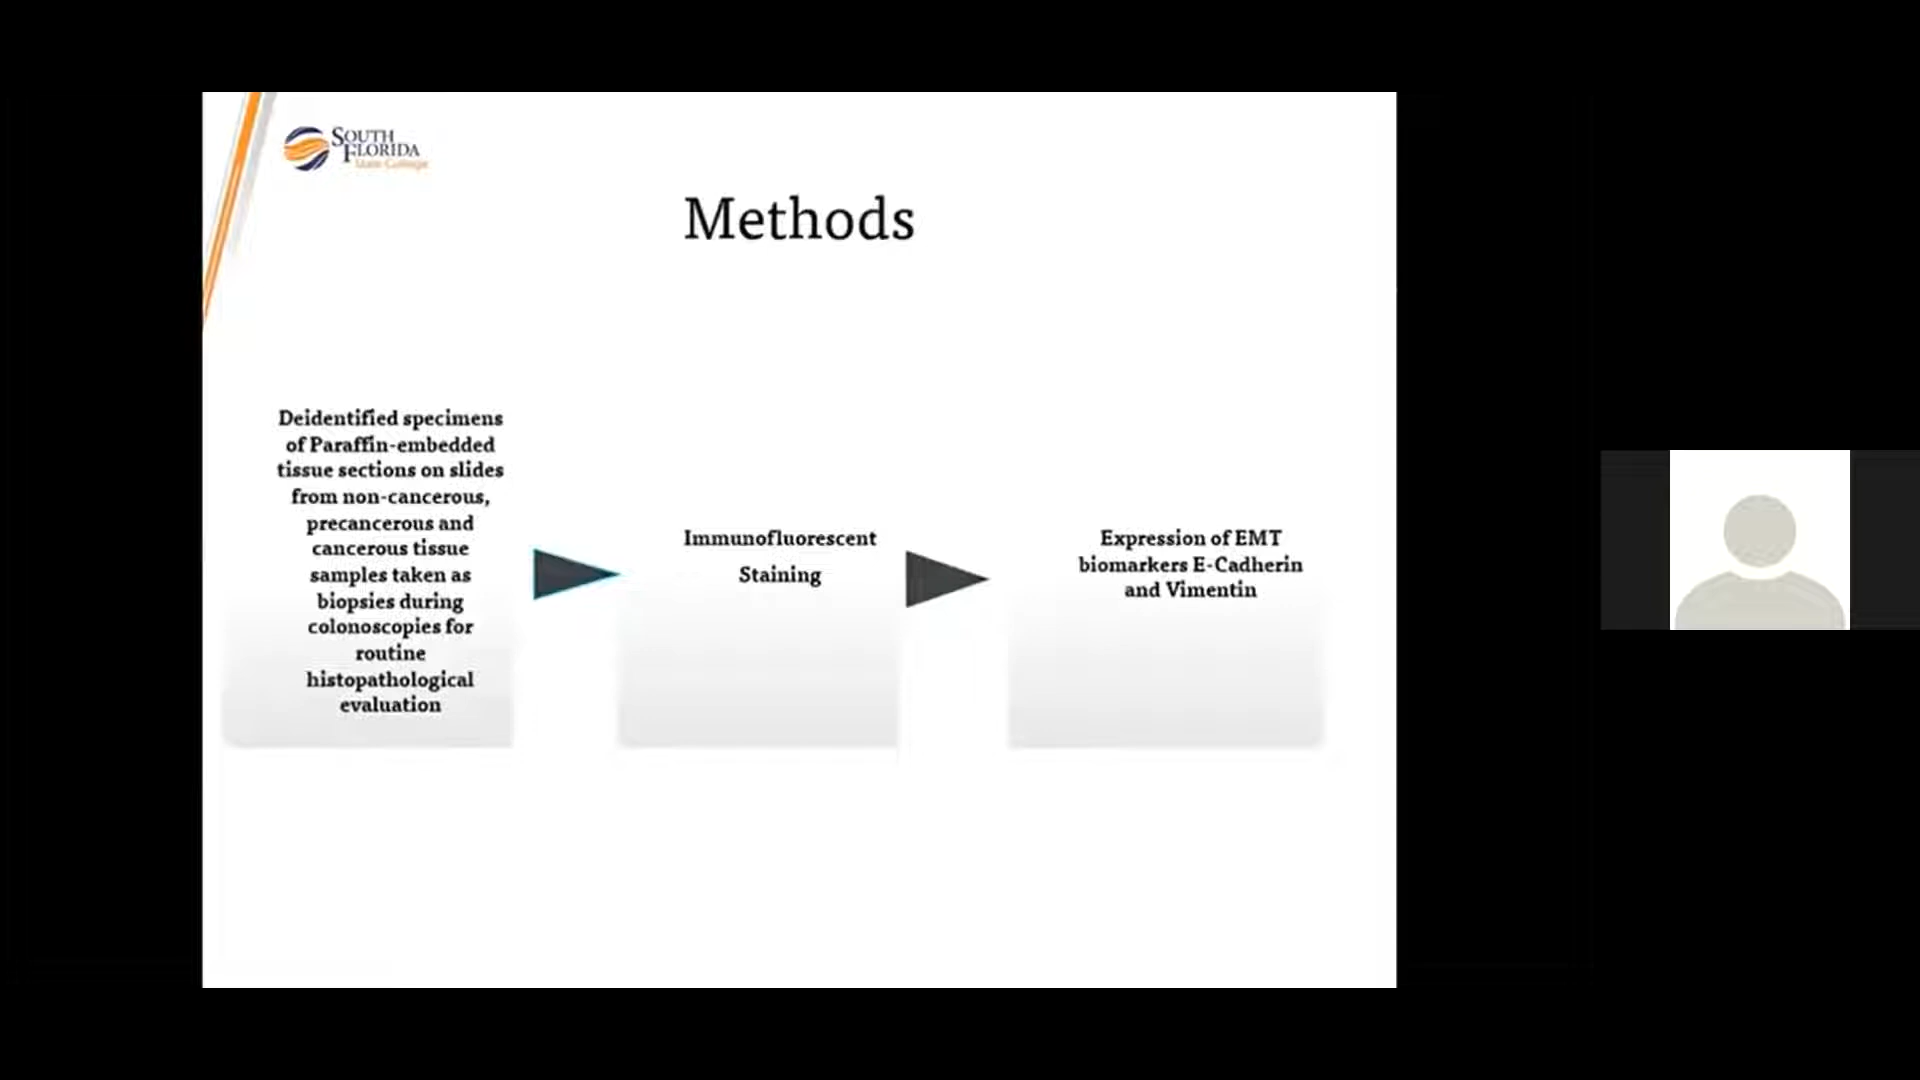 SOUTH
FLORIDA
State College
Methods
Deidentified specimens
of Paraffin-embedded
tissue sections on slides
from non-cancerous,
precancerous and
cancerous tissue
samples taken as
biopsies during
colonoscopies for
routine
histopathological
evaluation
Immunofluorescent
Staining
Expression of EMT
biomarkers E-Cadherin
and Vimentin